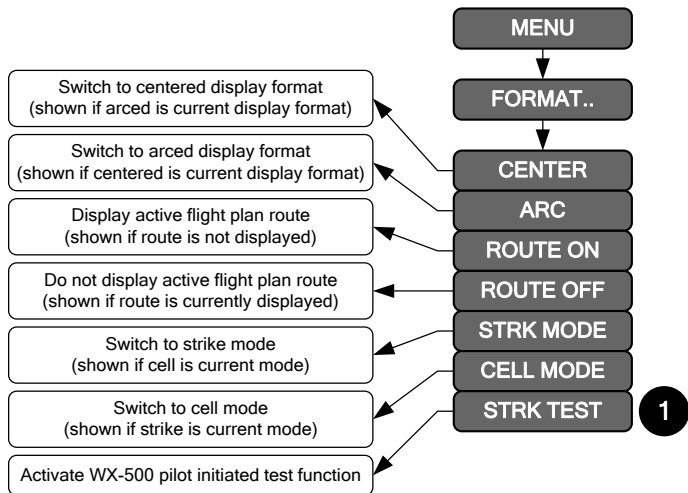 MENU
FORMAT..
Switch to centered display format
(shown if arced is current display format)
CENTER
Switch to arced display format
(shown if centered is current display format)
ARC
Display active flight plan route
(shown if route is not displayed)
ROUTE ON
Do not display active flight plan route
(shown if route is currently displayed)
ROUTE OFF
Switch to strike mode
(shown if cell is current mode)
STRK MODE
Switch to cell mode
(shown if strike is current mode)
CELL MODE
Activate WX-500 pilot initiated test function
STRK TEST
1